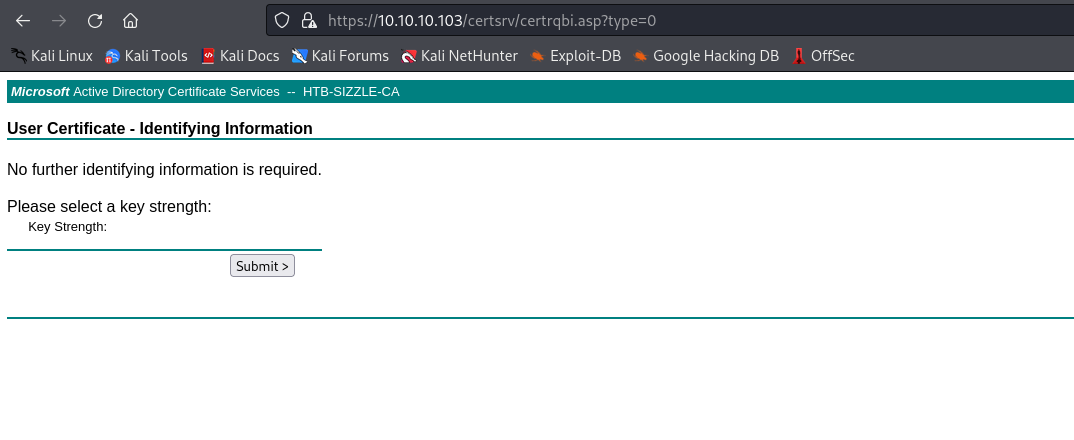 https://10.10.10.103/certsrv/certrqbi.asp?type=0
Kali Linux Kali Tools Kali Docs Kali Forums Kali NetHunter Exploit-DB Google Hacking DB OffSec
Microsoft Active Directory Certificate Services -- HTB-SIZZLE-CA
User Certificate - Identifying Information
No further identifying information is required.
Please select a key strength:
Key Strength:
Submit >